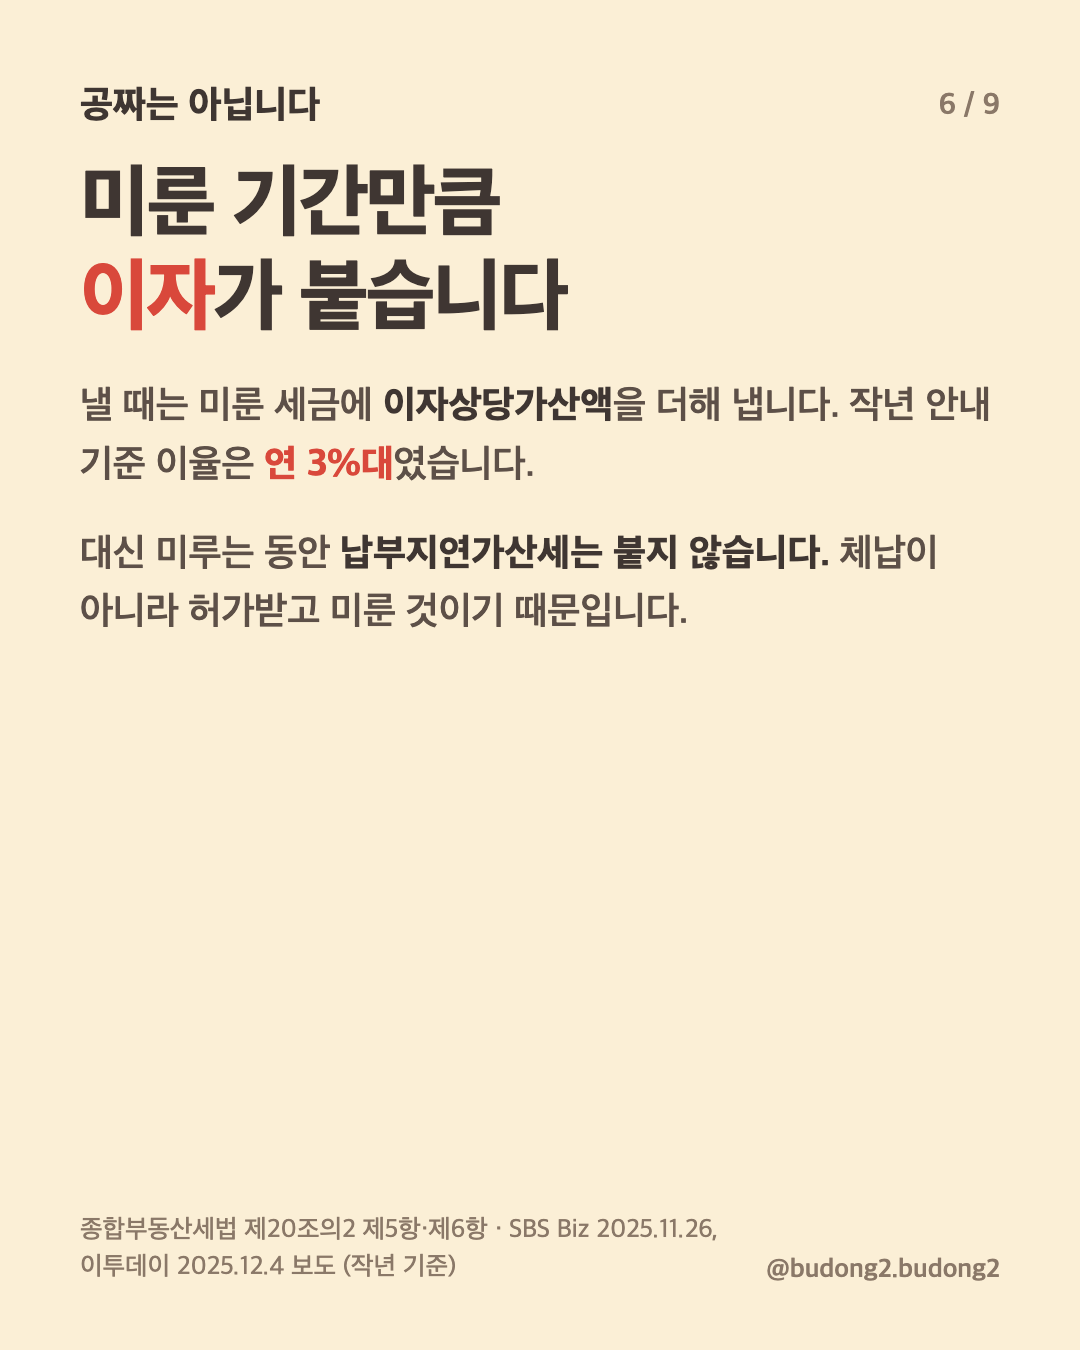 공짜는 아닙니다
6 / 9
미룬 기간만큼
이자가 붙습니다
낼 때는 미룬 세금에 이자상당가산액을 더해 냅니다. 작년 안내
기준 이율은 연 3%대였습니다.
대신 미루는 동안 납부지연가산세는 붙지 않습니다. 체납이
아니라 허가받고 미룬 것이기 때문입니다.
종합부동산세법 제20조의2 제5항·제6항 · SBS Biz 2025.11.26,
이투데이 2025.12.4 보도 (작년 기준)
@budong2.budong2